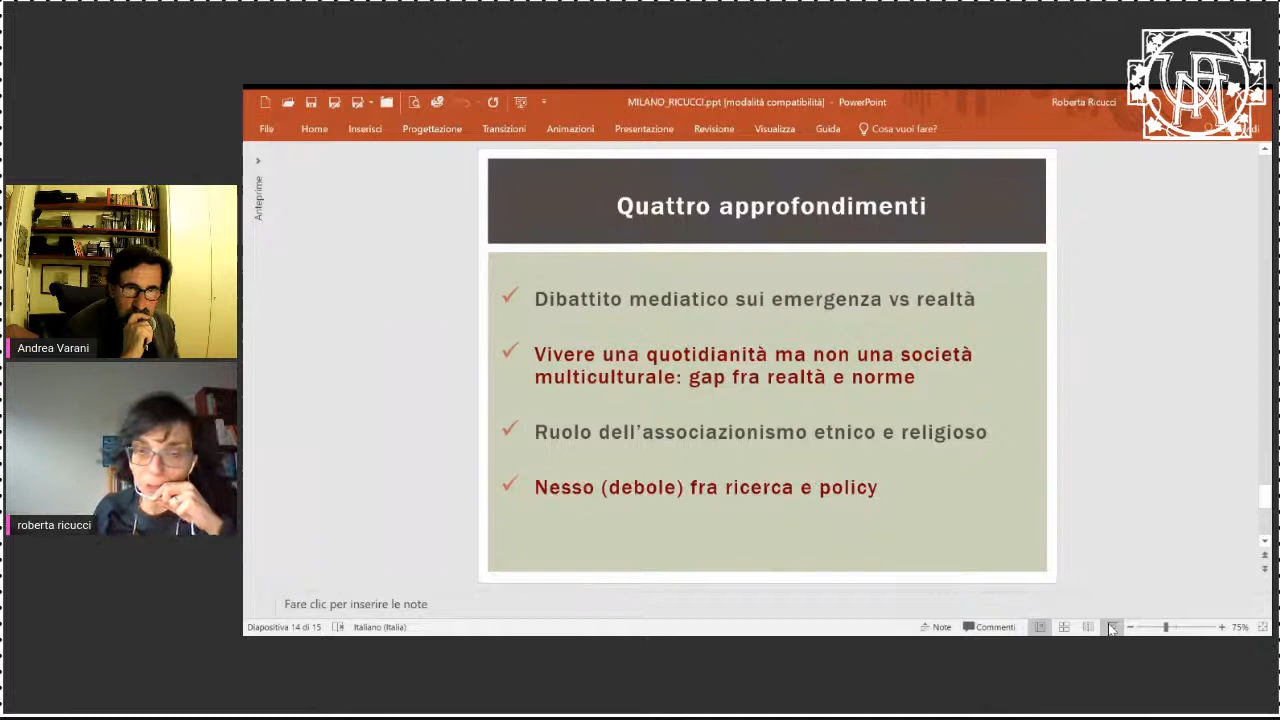 MILANO_RICUCCI.ppt [modalità compatibilità] - PowerPoint
Roberta Ricucci
File Home Inserisci Progettazione Transizioni Animazioni Presentazione Revisione Visualizza Guida Cosa vuoi fare?
Anteprime
Quattro approfondimenti
Dibattito mediatico sui emergenza vs realtà
Vivere una quotidianità ma non una società
multiculturale: gap fra realtà e norme
Ruolo dell'associazionismo etnico e religioso
Nesso (debole) fra ricerca e policy
Andrea Varani
roberta ricucci
Fare clic per inserire le note
Diapositiva 14 di 15 Italiano (Italia) Note Commenti 75%